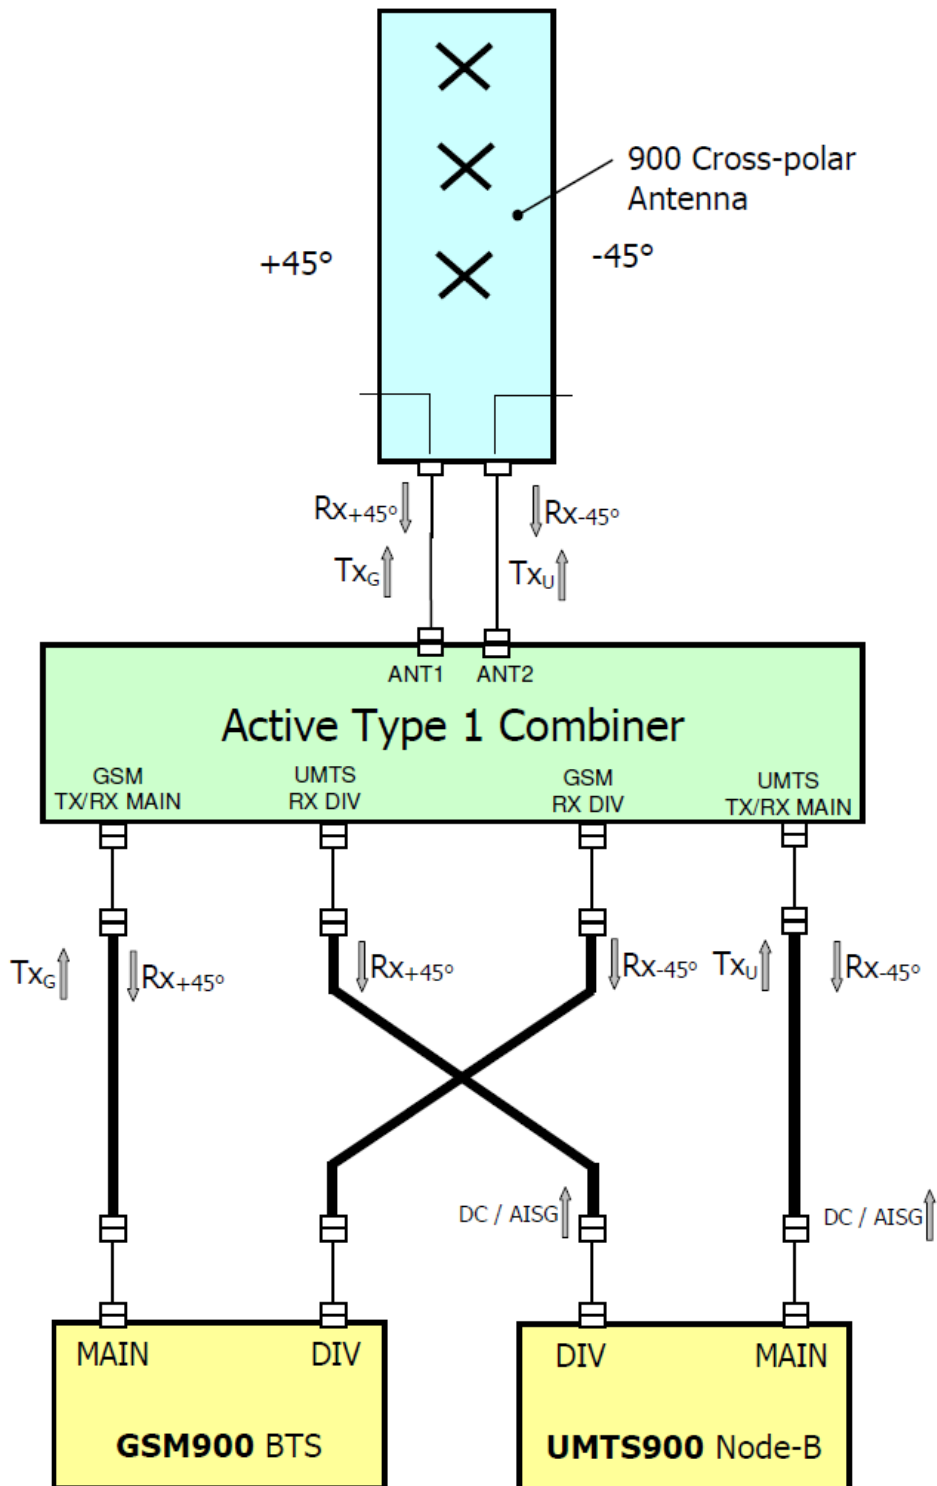 900 Cross-polar
Antenna
+45°
-45°
Rx+45°
Rx-45°
TxG
TxU
ANT1
ANT2
Active Type 1 Combiner
GSM
TX/RX MAIN
UMTS
RX DIV
GSM
RX DIV
UMTS
TX/RX MAIN
TxG
Rx+45°
Rx+45°
Rx-45°
TxU
Rx-45°
DC / AISG
DC / AISG
MAIN
DIV
DIV
MAIN
GSM900 BTS
UMTS900 Node-B